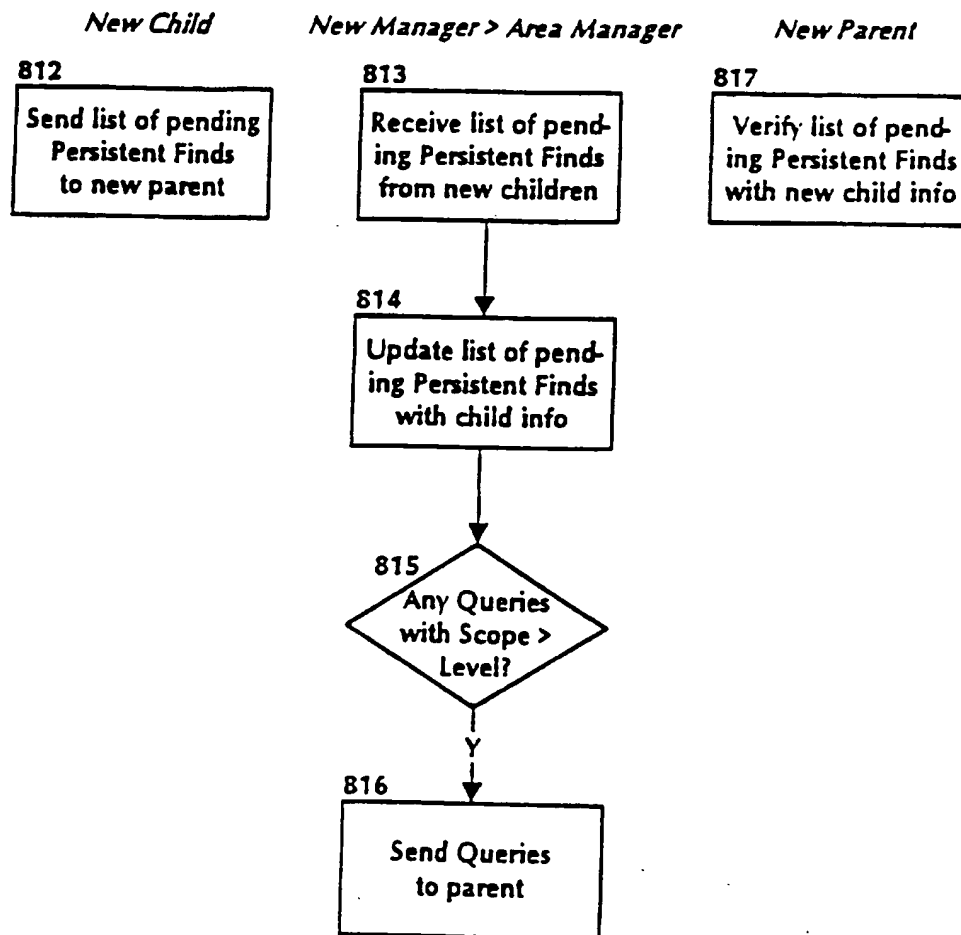 New Child
New Manager > Area Manager
New Parent
812
Send list of pending
Persistent Finds
to new parent
813
Receive list of pend-
ing Persistent Finds
from new children
817
Verify list of pend-
ing Persistent Finds
with new child info
814
Update list of pend-
ing Persistent Finds
with child info
815
Any Queries
with Scope >
Level?
Y
816
Send Queries
to parent